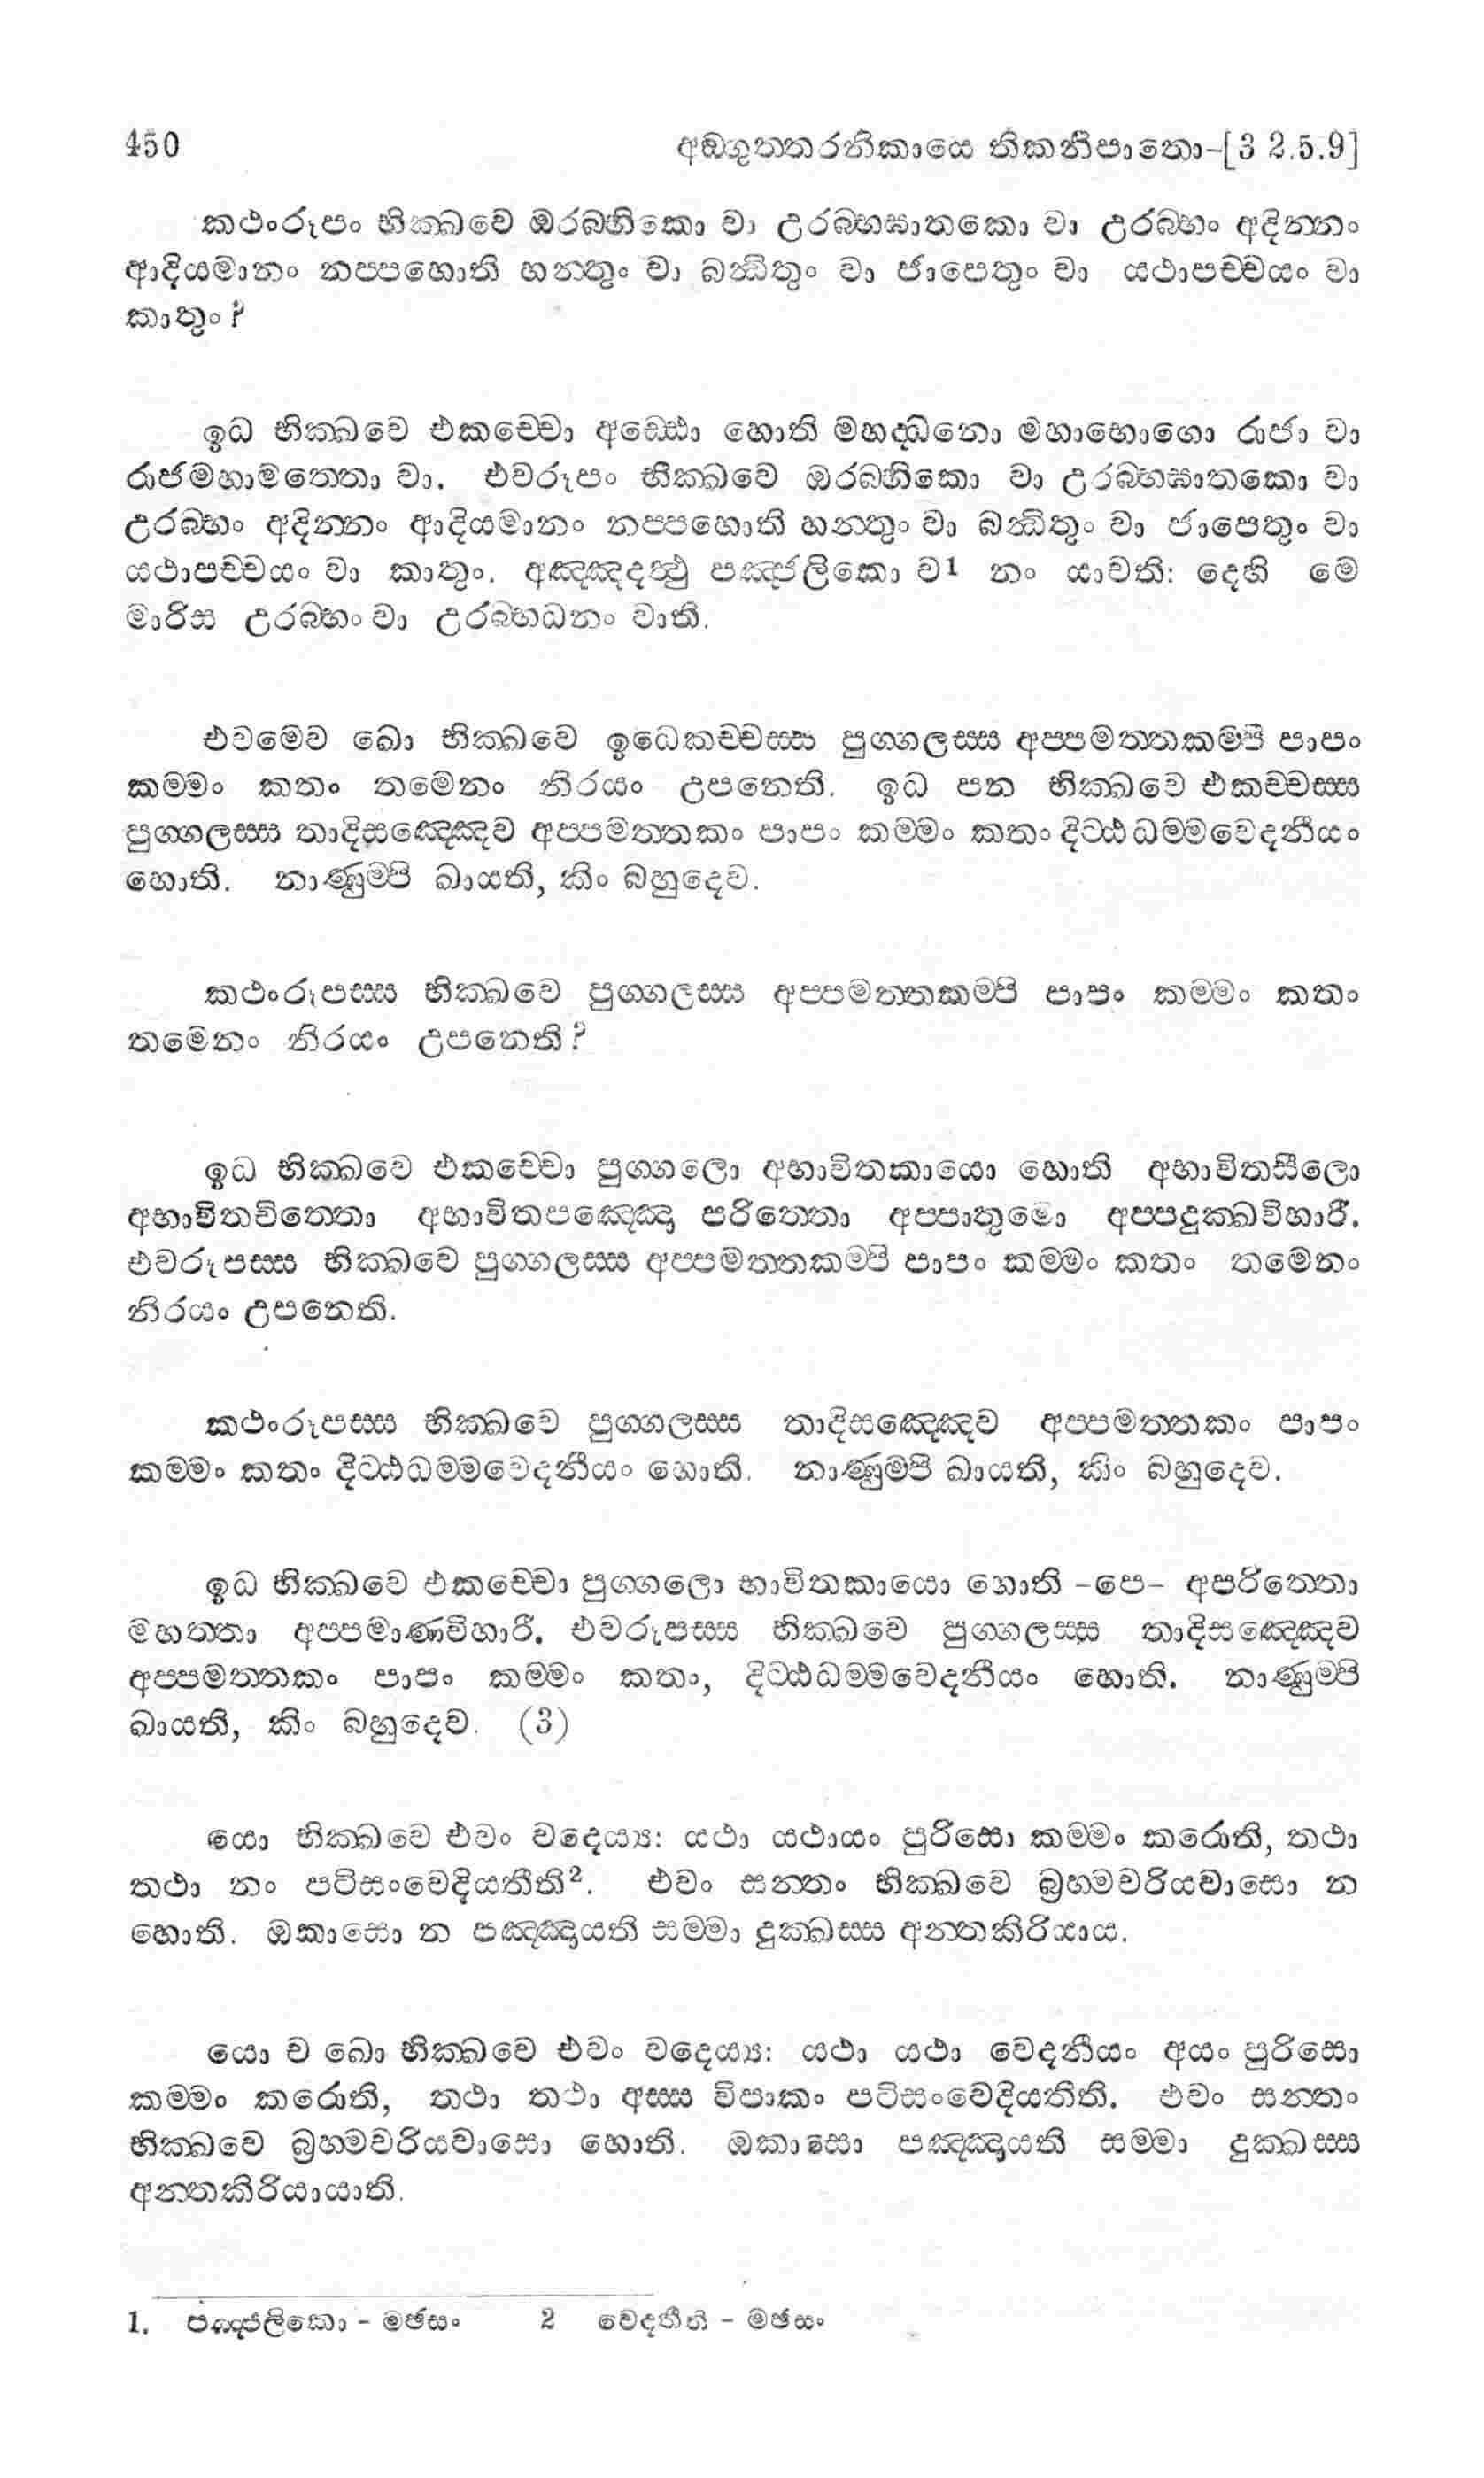 450 අඞ්ගුත්තරනිකායෙ තිකනිපාතො-[3 2.5.9]
කථංරූපං භික්ඛවෙ ඔරබ්භිකො වා උරබ්භඝාතකො වා උරබ්භං අදින්නං
ආදියමානං නප්පහොති හන්තුං වා බන්ධිතුං වා ජාපෙතුං වා යථාපච්චයං වා
කාතුං?
ඉධ භික්ඛවෙ එකච්චො අඩ්ඪො හොති මහද්ධනො මහාභොගො රාජා වා
රාජමහාමත්තො වා. එවරූපං භික්ඛවෙ ඔරබ්භිකො වා උරබ්භඝාතකො වා
උරබ්භං අදින්නං ආදියමානං නප්පහොති හන්තුං වා බන්ධිතුං වා ජාපෙතුං වා
යථාපච්චයං වා කාතුං. අඤ්ඤදත්ථු පඤ්ජලිකො ව1 නං යාචති: දෙහි මෙ
මාරිස උරබ්භං වා උරබ්භධනං වාති.
එවමෙව ඛො භික්ඛවෙ ඉධෙකච්චස්ස පුග්ගලස්ස අප්පමත්තකම්පි පාපං
කම්මං කතං තමෙනං නිරයං උපනෙති. ඉධ පන භික්ඛවෙ එකච්චස්ස
පුග්ගලස්ස තාදිසඤ්ඤෙව අප්පමත්තකං පාපං කම්මං කතං දිට්ඨධම්මවෙදනීයං
හොති. නාණුම්පි ඛායති, කිං බහුදෙව.
කථංරූපස්ස භික්ඛවෙ පුග්ගලස්ස අප්පමත්තකම්පි පාපං කම්මං කතං
තමෙනං නිරයං උපනෙති?
ඉධ භික්ඛවෙ එකච්චො පුග්ගලො අභාවිතකායො හොති අභාවිතසීලො
අභාවිතචිත්තො අභාවිතපඤ්ඤො පරිත්තො අප්පාතුමො අප්පදුක්ඛවිහාරී.
එවරූපස්ස භික්ඛවෙ පුග්ගලස්ස අප්පමත්තකම්පි පාපං කම්මං කතං තමෙනං
නිරයං උපනෙති.
කථංරූපස්ස භික්ඛවෙ පුග්ගලස්ස තාදිසඤ්ඤෙව අප්පමත්තකං පාපං
කම්මං කතං දිට්ඨධම්මවෙදනීයං හොති. නාණුම්පි ඛායති, කිං බහුදෙව.
ඉධ භික්ඛවෙ එකච්චො පුග්ගලො භාවිතකායො හොති -පෙ- අපරිත්තො
මහත්තා අප්පමාණවිහාරී. එවරූපස්ස භික්ඛවෙ පුග්ගලස්ස තාදිසඤ්ඤෙව
අප්පමත්තකං පාපං කම්මං කතං, දිට්ඨධම්මවෙදනීයං හොති. නාණුම්පි
ඛායති, කිං බහුදෙව. (3)
යො භික්ඛවෙ එවං වදෙය්‍ය: යථා යථායං පුරිසො කම්මං කරොති, තථා
තථා නං පටිසංවෙදියතීති2. එවං සන්තං භික්ඛවෙ බ්‍රහ්මචරියවාසො න
හොති. ඔකාසො න පඤ්ඤායති සම්මා දුක්ඛස්ස අන්තකිරියාය.
යො ච ඛො භික්ඛවෙ එවං වදෙය්‍ය: යථා යථා වෙදනීයං අයං පුරිසො
කම්මං කරොති, තථා තථා අස්ස විපාකං පටිසංවෙදියතීති. එවං සන්තං
භික්ඛවෙ බ්‍රහ්මචරියවාසො හොති. ඔකාසො පඤ්ඤායති සම්මා දුක්ඛස්ස
අන්තකිරියායාති.
1. පඤ්ජලිකො - මඡසං 2 වෙදතීති - මඡසං